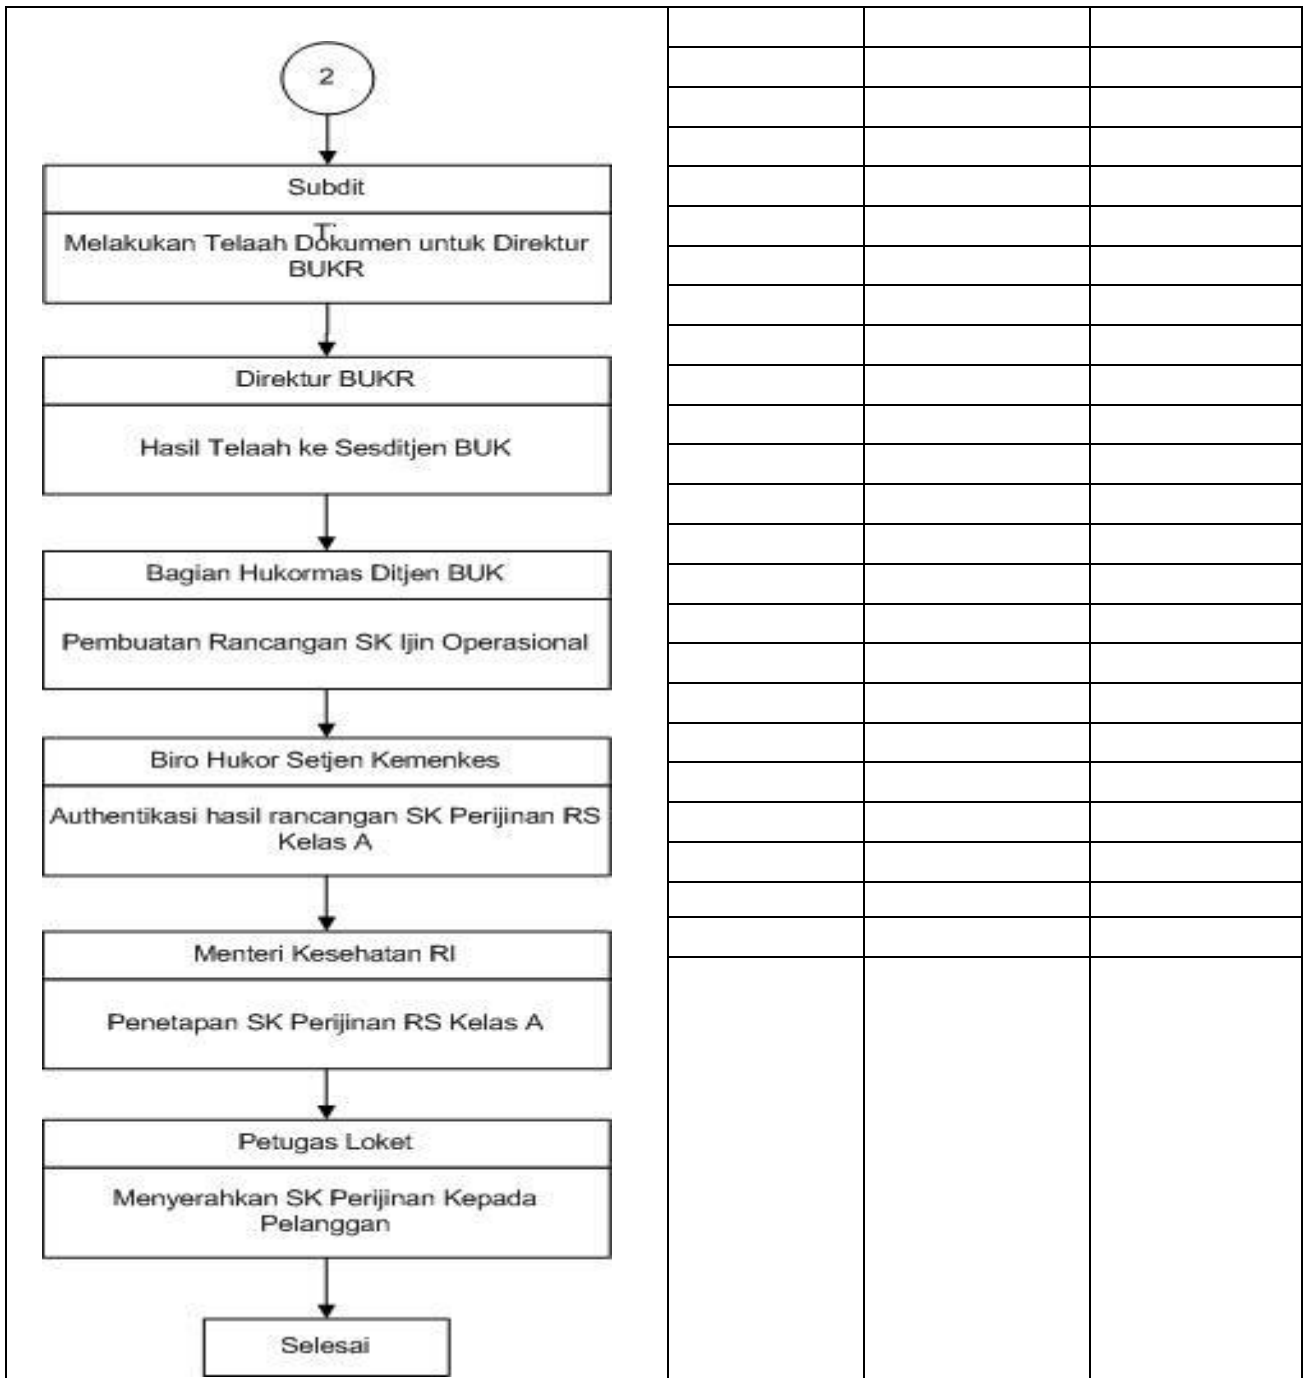 2
Subdit
Melakukan Telaah Dokumen untuk Direktur
BUKR
Direktur BUKR
Hasil Telaah ke Sesditjen BUK
Bagian Hukormas Ditjen BUK
Pembuatan Rancangan SK Ijin Operasional
Biro Hukor Setjen Kemenkes
Authentikasi hasil rancangan SK Perijinan RS
Kelas A
Menteri Kesehatan RI
Penetapan SK Perijinan RS Kelas A
Petugas Loket
Menyerahkan SK Perijinan Kepada
Pelanggan
Selesai